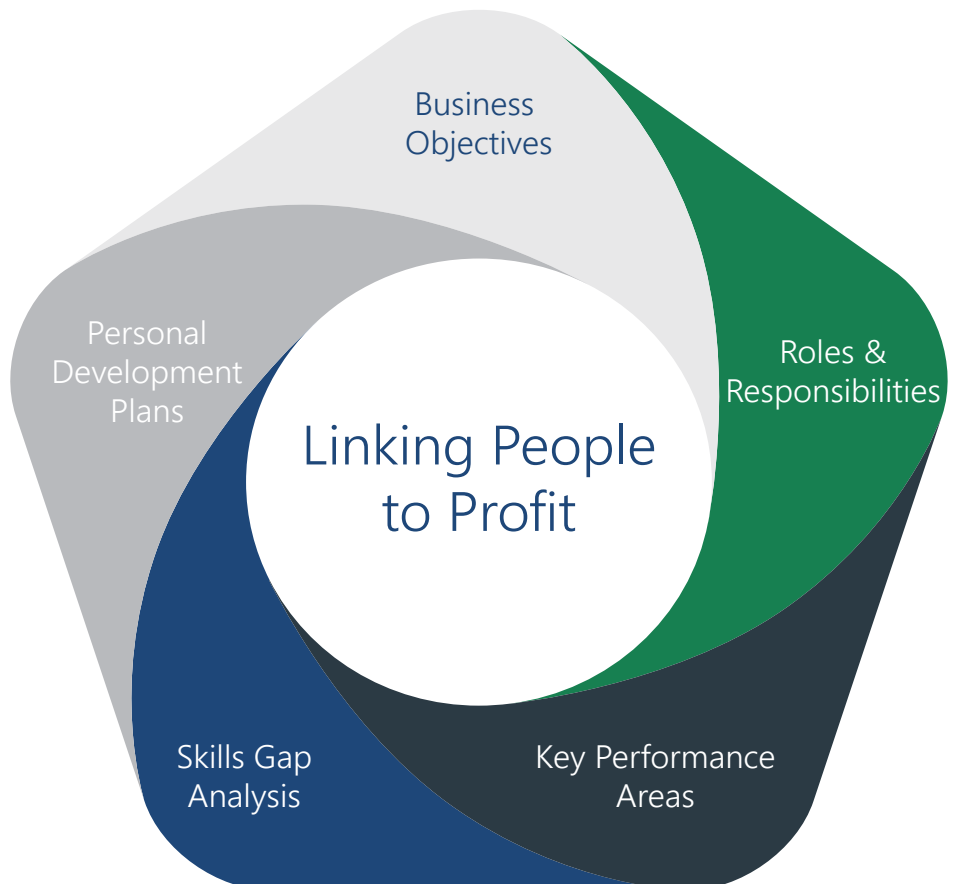 Business
Objectives
Roles &
Responsibilities
Key Performance
Areas
Skills Gap
Analysis
Personal
Development
Plans
Linking People
to Profit